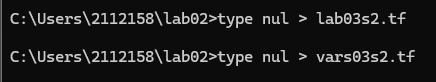 C:\Users\2112158\lab02>type nul > lab03s2.tf
C:\Users\2112158\lab02>type nul > vars03s2.tf